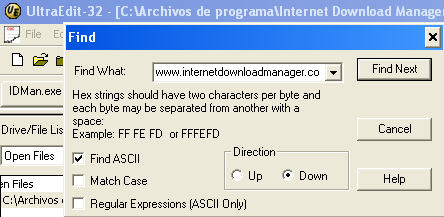 UltraEdit-32 - [C:\Archivos de programa\Internet Download Manager
File
Find
Find What: www.internetdownloadmanager.co Find Next
IDMan.exe
Hex strings should have two characters per byte and
each byte may be separated from another with a
space:
Example: FF FE FD or FFFEFD
Cancel
Drive/File Lis
Open Files
Find ASCII
Direction
Match Case
Up Down
Help
en Files
C:\Archivos
Regular Expressions (ASCII Only)